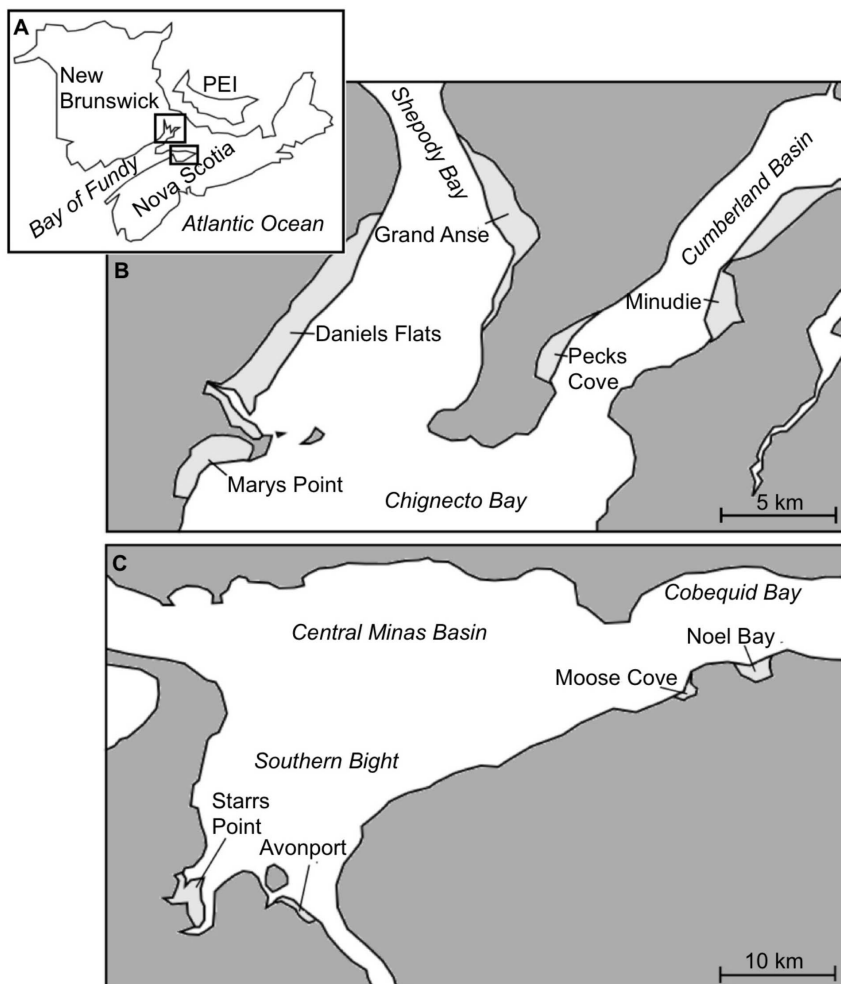 A
New
Brunswick
PEI
Bay of Fundy
Nova Scotia
Atlantic Ocean
B
Shepody Bay
Grand Anse
Cumberland Basin
Daniels Flats
Minudie
Pecks
Cove
Marys Point
Chignecto Bay
5 km
C
Cobequid Bay
Central Minas Basin
Noel Bay
Moose Cove
Southern Bight
Starrs
Point
Avonport
10 km